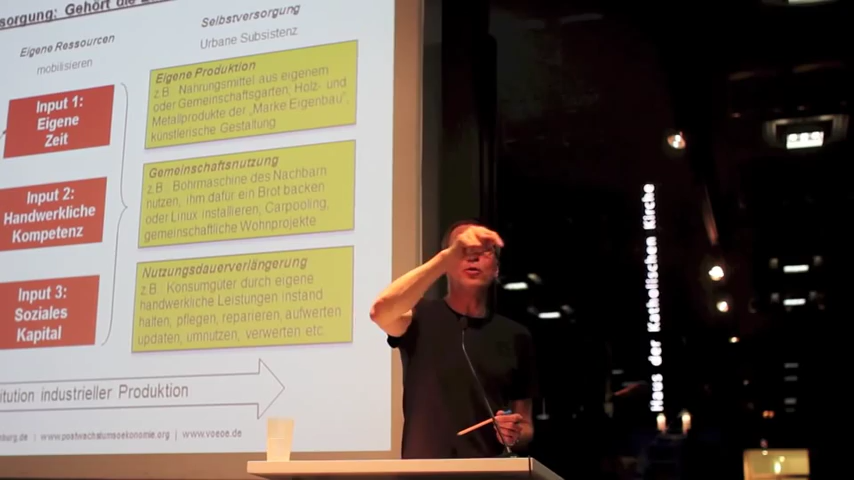 sorgung: Gehört die
Eigene Ressourcen
mobilisieren
Selbstversorgung
Urbane Subsistenz
Input 1:
Eigene
Zeit
Input 2:
Handwerkliche
Kompetenz
Input 3:
Soziales
Kapital
Eigene Produktion
z.B. Nahrungsmittel aus eigenem
oder Gemeinschaftsgarten, Holz- und
Metallprodukte der „Marke Eigenbau“,
künstlerische Gestaltung
Gemeinschaftsnutzung
z.B. Bohrmaschine des Nachbarn
nutzen, ihm dafür ein Brot backen
oder Linux installieren, Carpooling,
gemeinschaftliche Wohnprojekte
Nutzungsdauerverlängerung
z.B. Konsumgüter durch eigene
handwerkliche Leistungen instand
halten, pflegen, reparieren, aufwerten
updaten, umnutzen, verwerten etc.
titution industrieller Produktion
nburg.de | www.postwachstumsoekonomie.org | www.voeoe.de
Haus der Katholischen Kirche